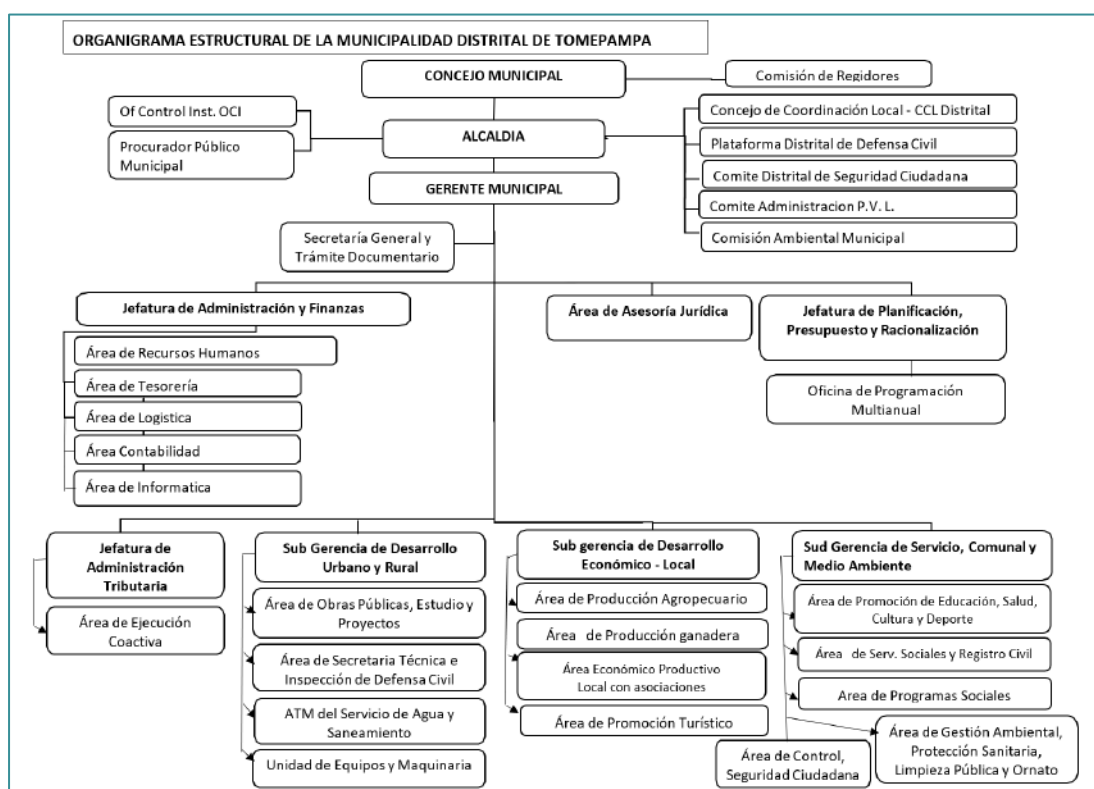 ORGANIGRAMA ESTRUCTURAL DE LA MUNICIPALIDAD DISTRITAL DE TOMEPAMPA
CONCEJO MUNICIPAL
Comisión de Regidores
Of Control Inst. OCI
Procurador Público
Municipal
ALCALDIA
Concejo de Coordinación Local - CCL Distrital
Plataforma Distrital de Defensa Civil
Comite Distrital de Seguridad Ciudadana
Comite Administracion P.V. L.
Comisión Ambiental Municipal
GERENTE MUNICIPAL
Secretaría General y
Trámite Documentario
Jefatura de Administración y Finanzas
Área de Recursos Humanos
Área de Tesorería
Área de Logistica
Área Contabilidad
Área de Informatica
Área de Asesoría Jurídica
Jefatura de Planificación,
Presupuesto y Racionalización
Oficina de Programación
Multianual
Jefatura de
Administración
Tributaria
Área de Ejecución
Coactiva
Sub Gerencia de Desarrollo
Urbano y Rural
Área de Obras Públicas, Estudio y
Proyectos
Área de Secretaria Técnica e
Inspección de Defensa Civil
ATM del Servicio de Agua y
Saneamiento
Unidad de Equipos y Maquinaria
Sub gerencia de Desarrollo
Económico - Local
Área de Producción Agropecuario
Área de Producción ganadera
Área Económico Productivo
Local con asociaciones
Área de Promoción Turístico
Sud Gerencia de Servicio, Comunal y
Medio Ambiente
Área de Promoción de Educación, Salud,
Cultura y Deporte
Área de Serv. Sociales y Registro Civil
Area de Programas Sociales
Área de Control,
Seguridad Ciudadana
Área de Gestión Ambiental,
Protección Sanitaria,
Limpieza Pública y Ornato